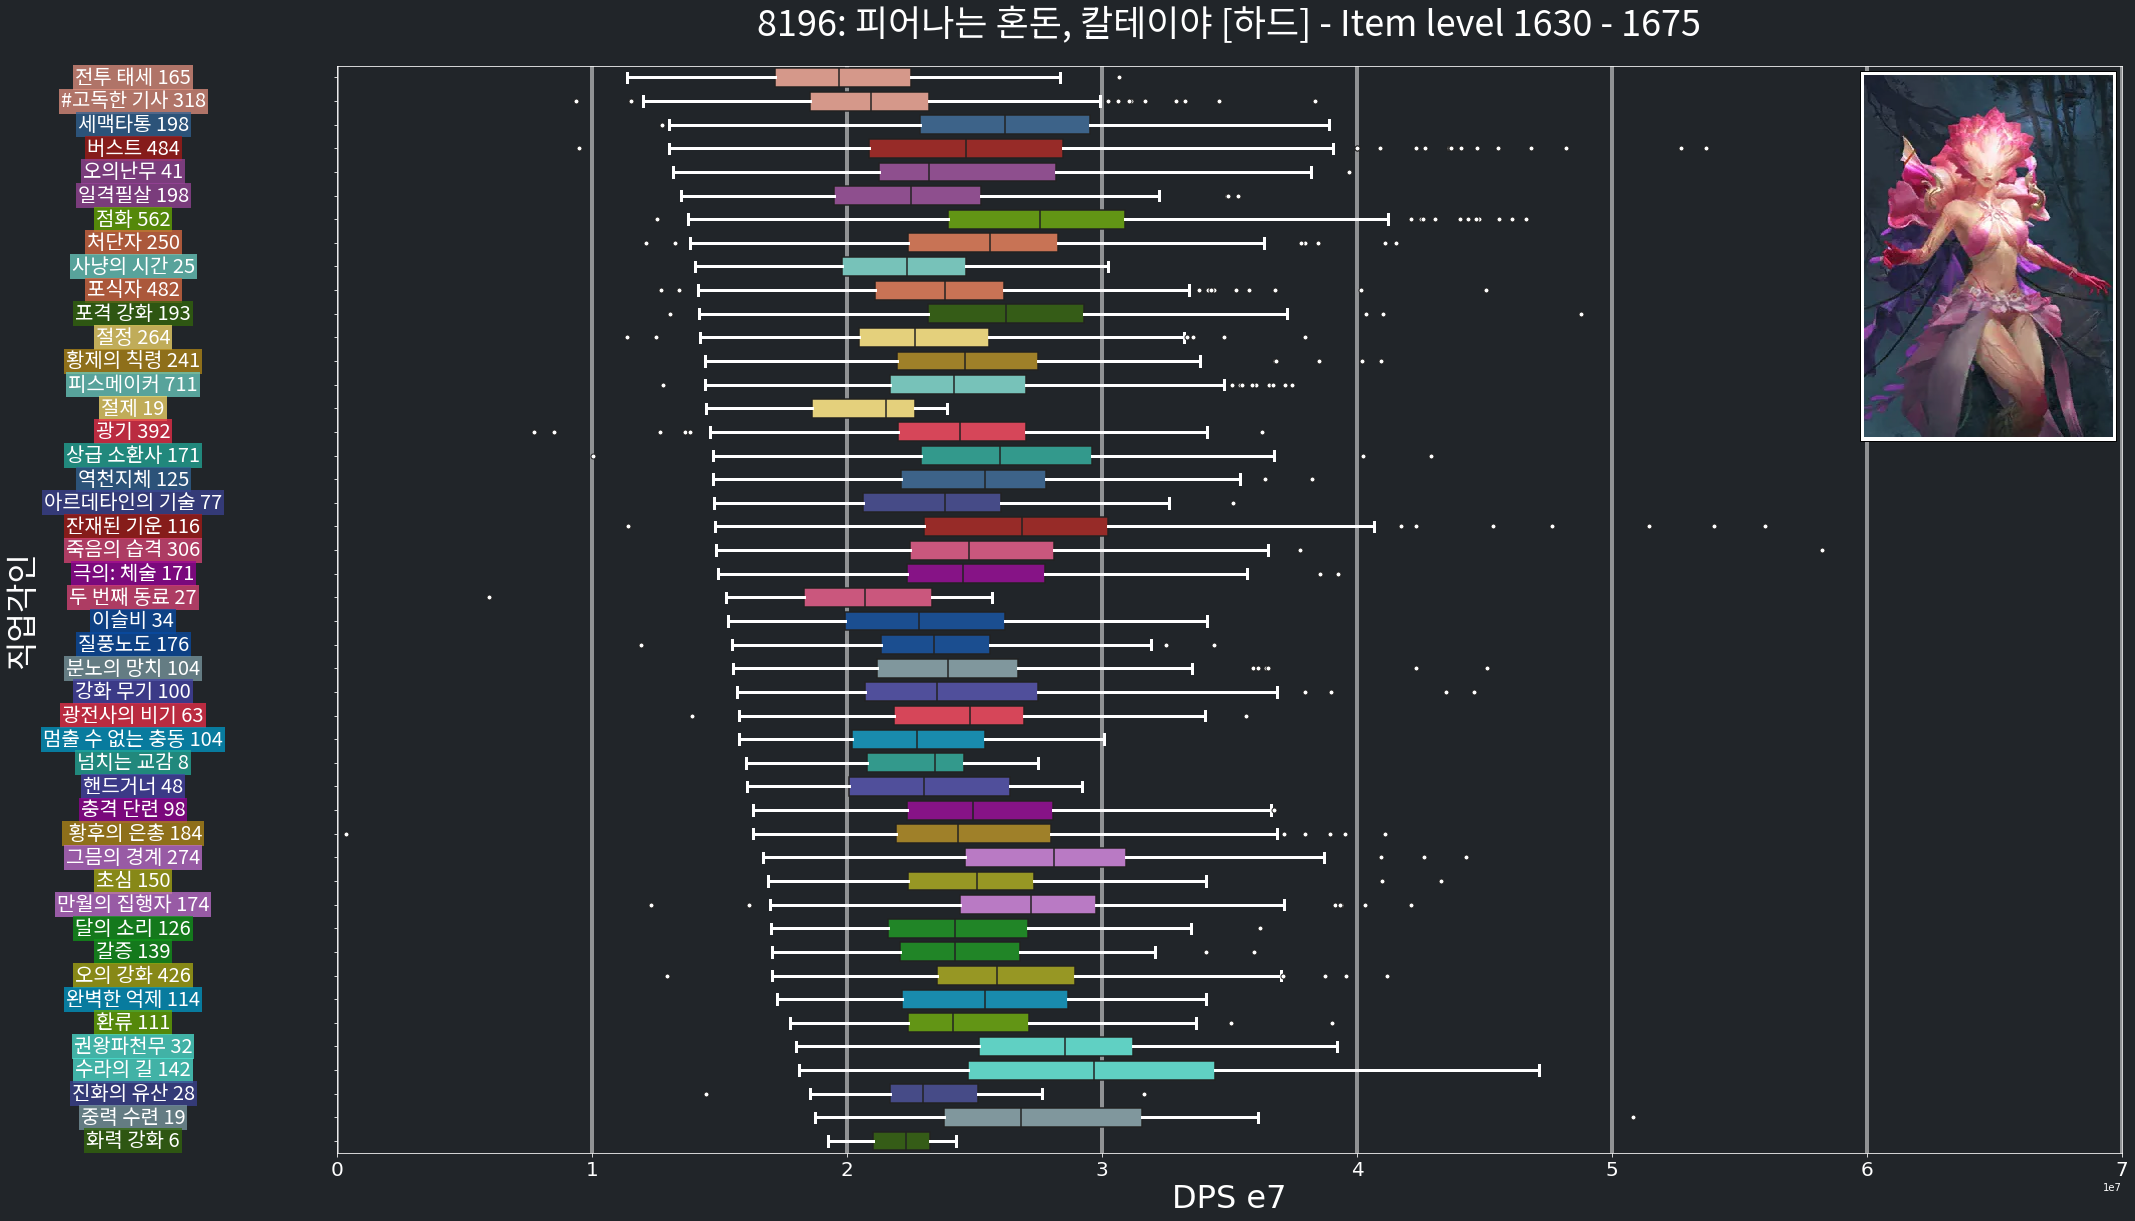 8196: 피어나는 혼돈, 칼테이야 [하드] - Item level 1630 - 1675
직업각인
전투 태세 165
#고독한 기사 318
세맥타통 198
버스트 484
오의난무 41
일격필살 198
점화 562
처단자 250
사냥의 시간 25
포식자 482
포격 강화 193
절정 264
황제의 칙령 241
피스메이커 711
절제 19
광기 392
상급 소환사 171
역천지체 125
아르데타인의 기술 77
잔재된 기운 116
죽음의 습격 306
극의: 체술 171
두 번째 동료 27
이슬비 34
질풍노도 176
분노의 망치 104
강화 무기 100
광전사의 비기 63
멈출 수 없는 충동 104
넘치는 교감 8
핸드거너 48
충격 단련 98
황후의 은총 184
그믐의 경계 274
초심 150
만월의 집행자 174
달의 소리 126
갈증 139
오의 강화 426
완벽한 억제 114
환류 111
권왕파천무 32
수라의 길 142
진화의 유산 28
중력 수련 19
화력 강화 6
0 1 2 3 4 5 6 7
DPS e7
1e7